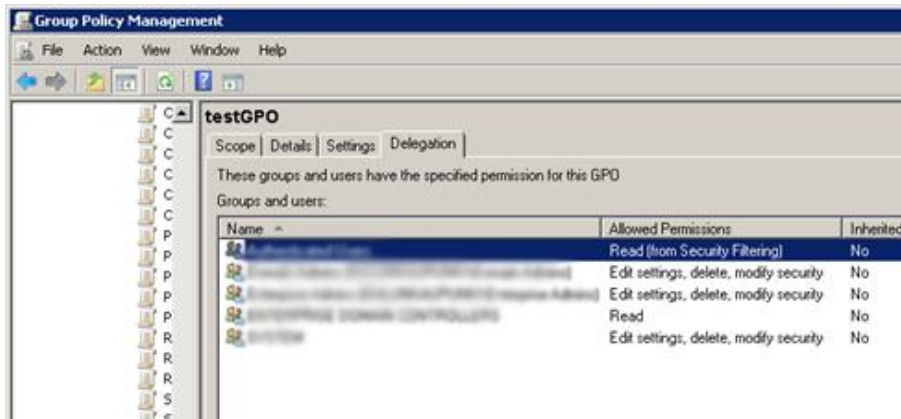 Group Policy Management
File Action View Window Help
testGPO
Scope Details Settings Delegation
These groups and users have the specified permission for this GPO
Groups and users:
Name Allowed Permissions Inherited
Read (from Security Filtering) No
Edit settings, delete, modify security No
Edit settings, delete, modify security No
Read No
Edit settings, delete, modify security No
C
C
C
C
C
C
P
P
P
P
P
R
R
R
S